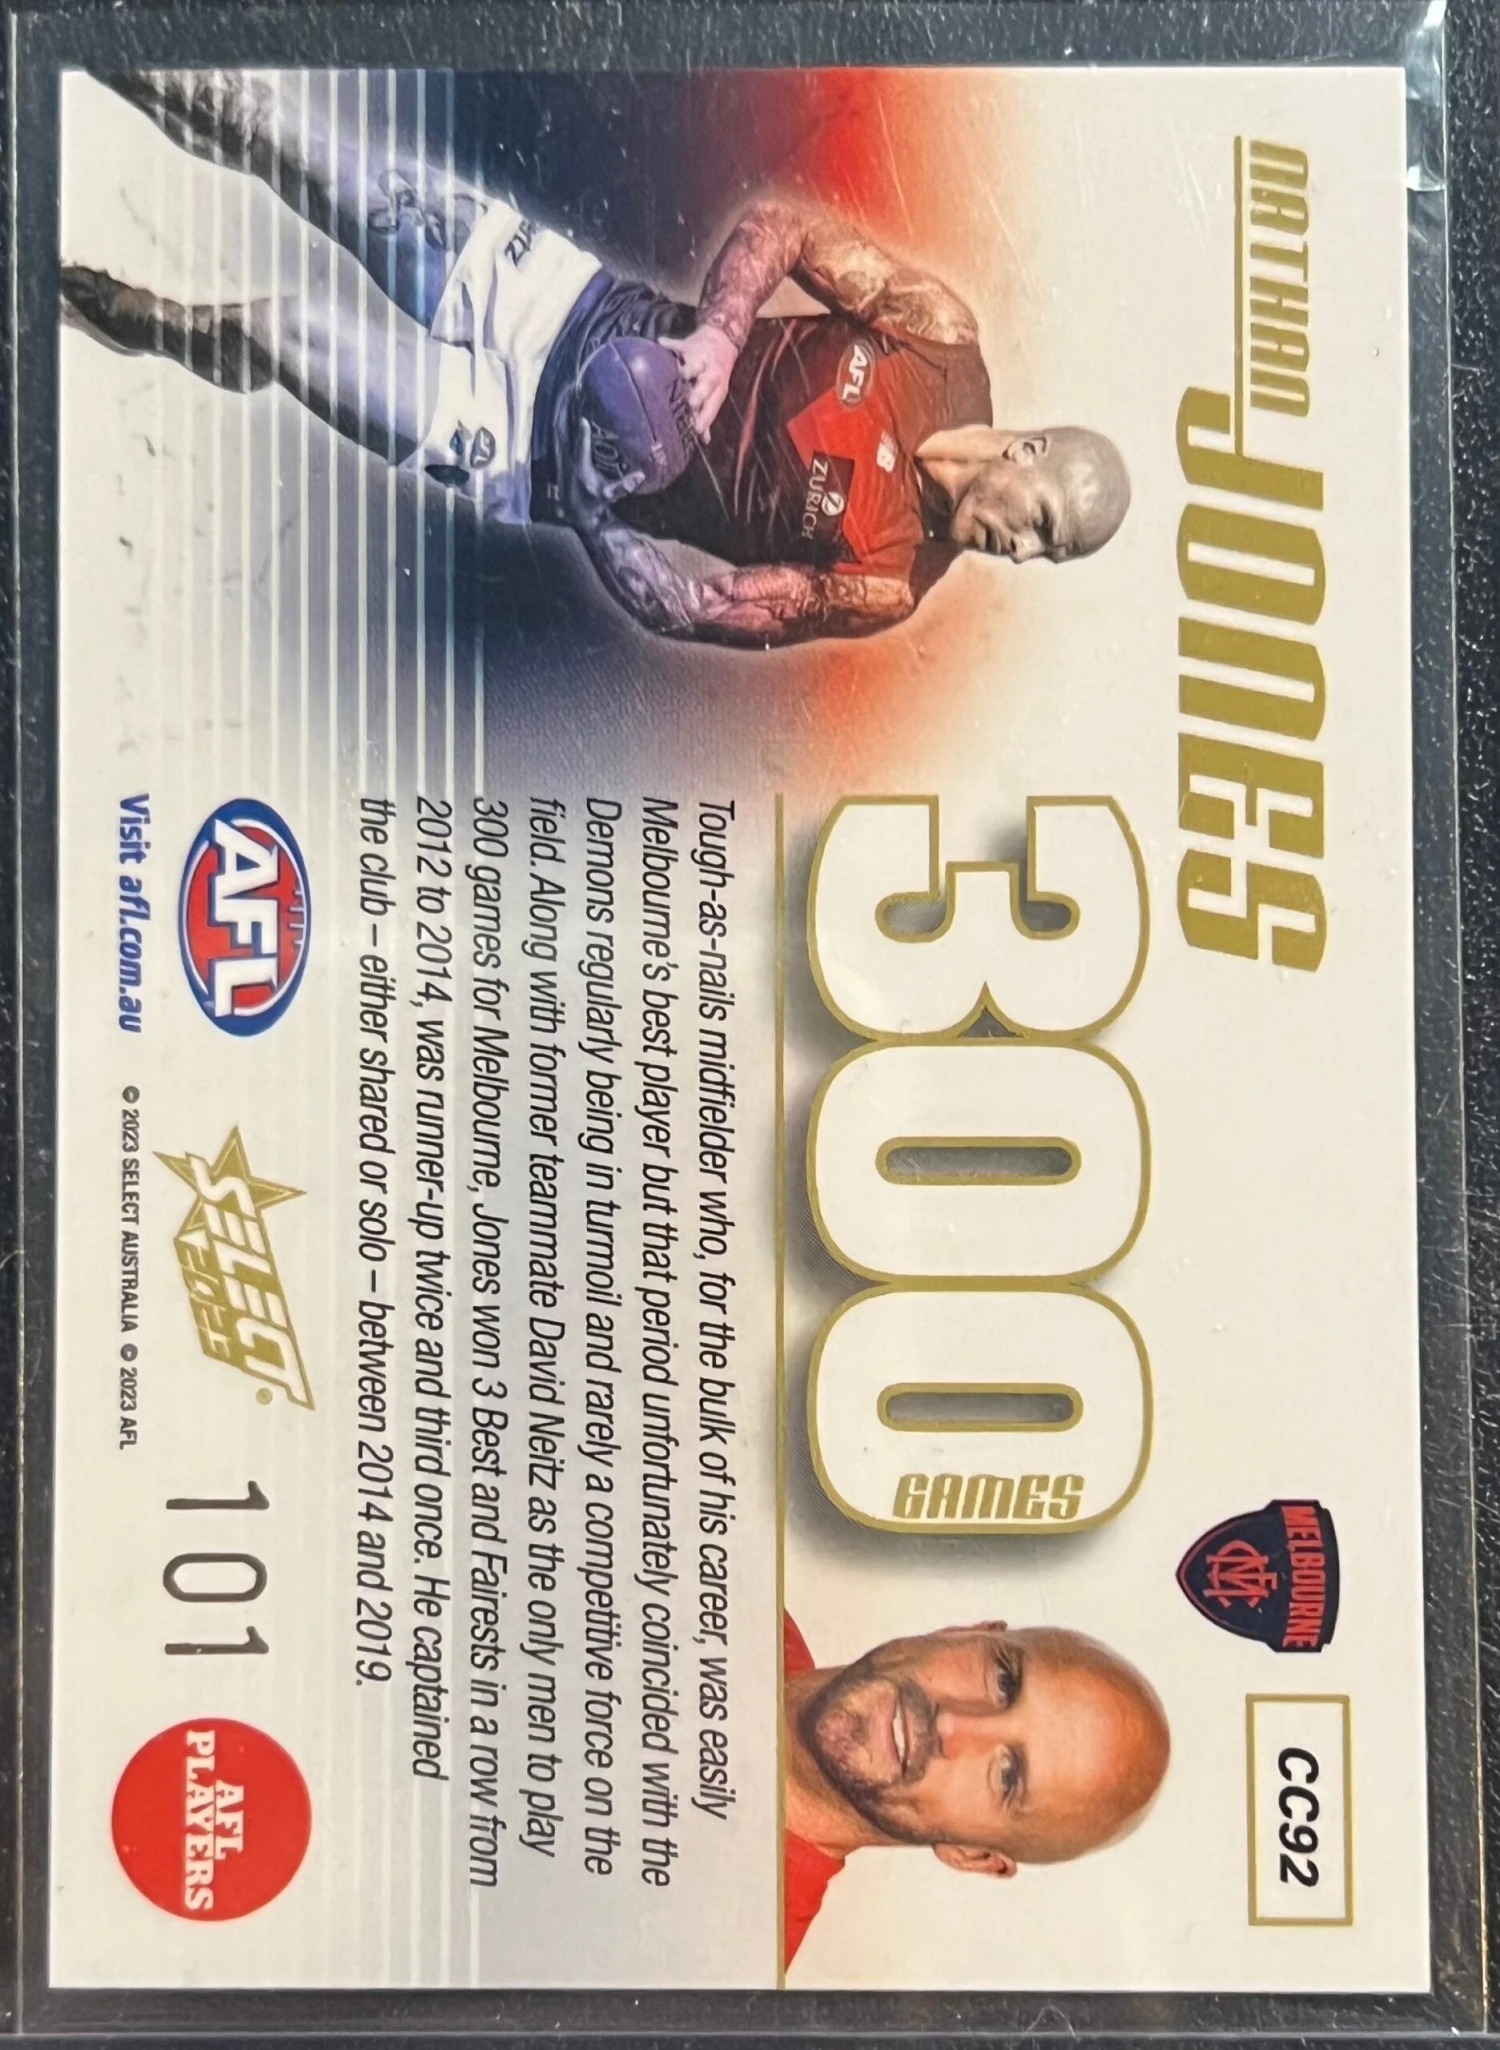 NATHAN JONES
MELBOURNE
MFC
CC92
300
GAMES
AFL
NB
ZURICH
Tough-as-nails midfielder who, for the bulk of his career, was easily
Melbourne's best player but that period unfortunately coincided with the
Demons regularly being in turmoil and rarely a competitive force on the
field. Along with former teammate David Neitz as the only men to play
300 games for Melbourne, Jones won 3 Best and Fairests in a row from
2012 to 2014, was runner-up twice and third once. He captained
the club – either shared or solo – between 2014 and 2019.
AFL
SELECT
101
AFL
PLAYERS
Visit afl.com.au
© 2023 SELECT AUSTRALIA © 2023 AFL